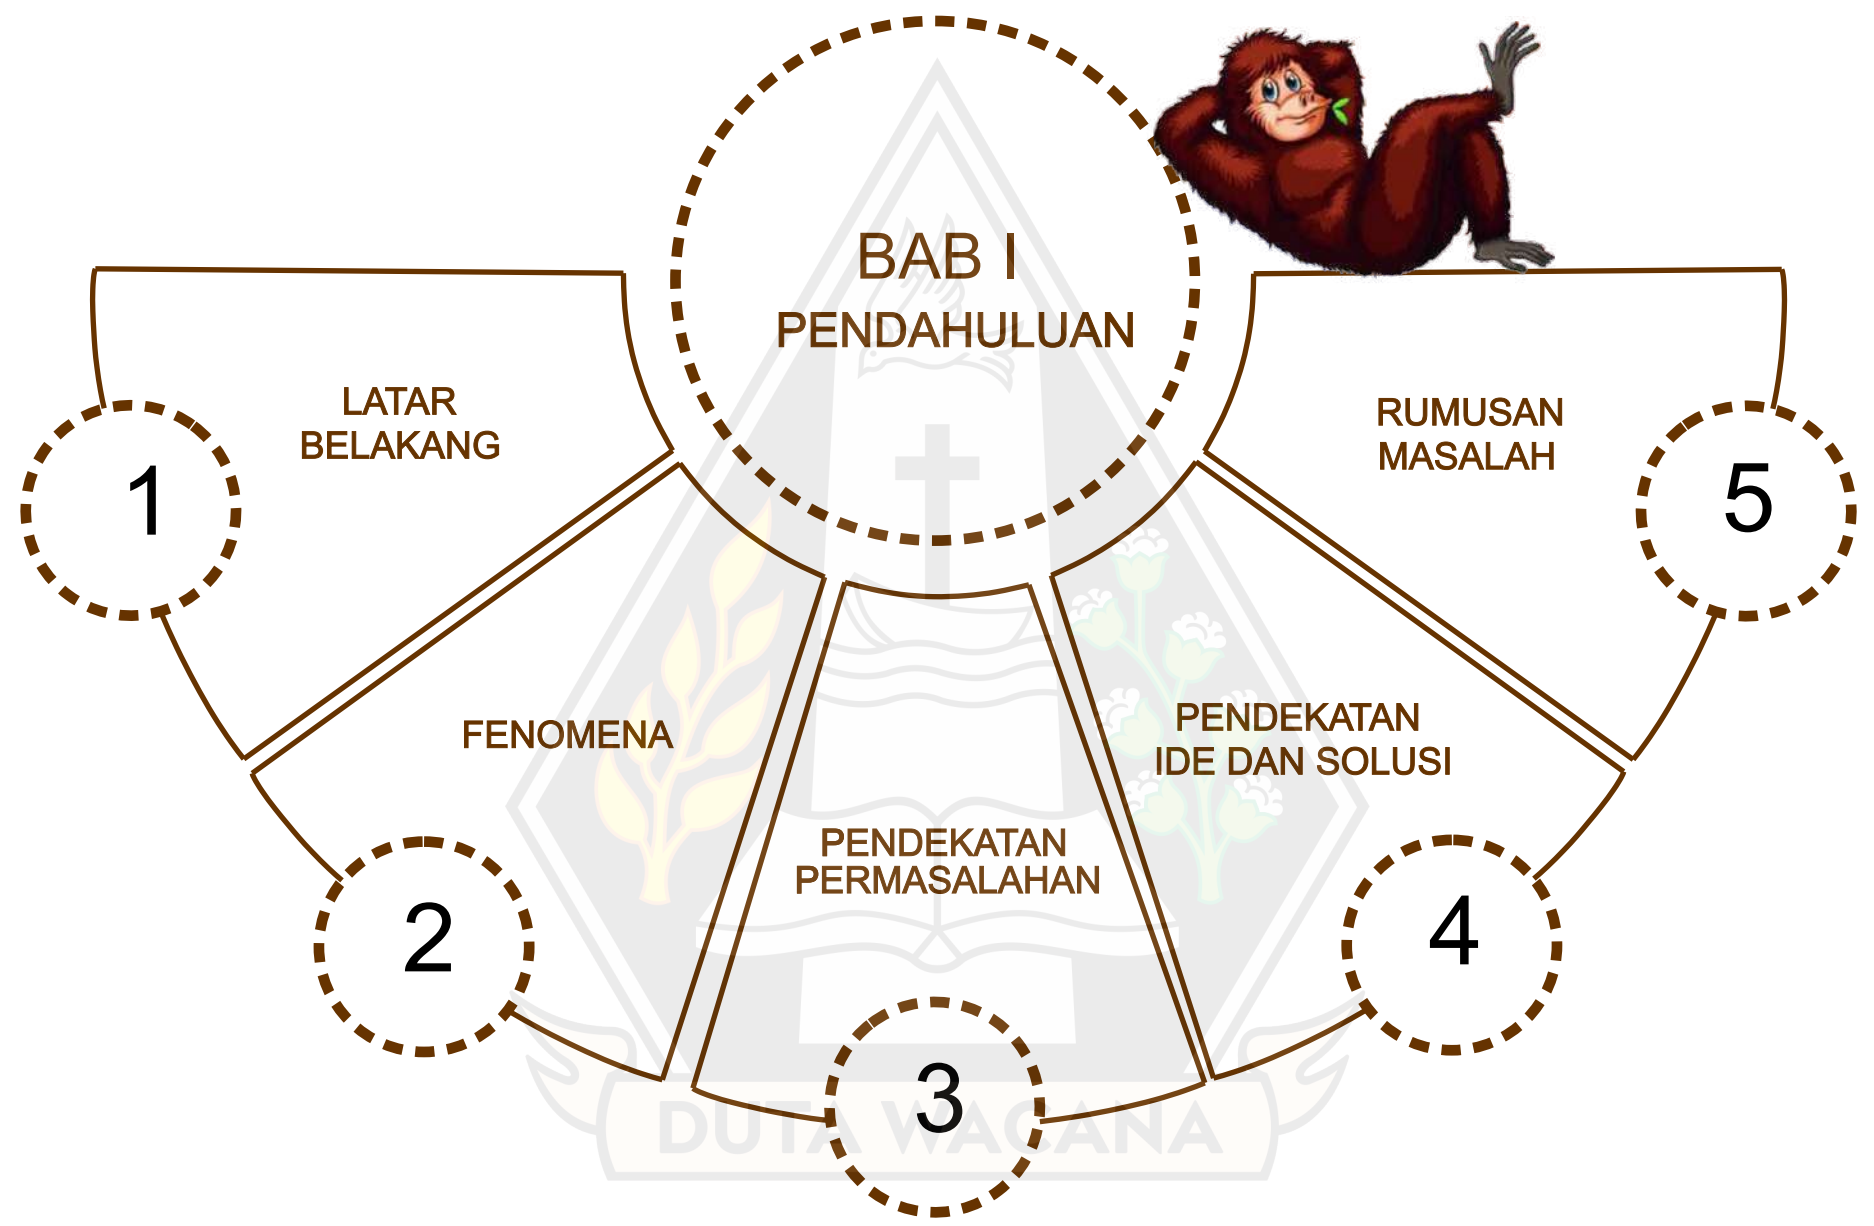 BAB I
PENDAHULUAN
1
LATAR
BELAKANG
2
FENOMENA
3
PENDEKATAN
PERMASALAHAN
4
PENDEKATAN
IDE DAN SOLUSI
5
RUMUSAN
MASALAH
DUTA WACANA